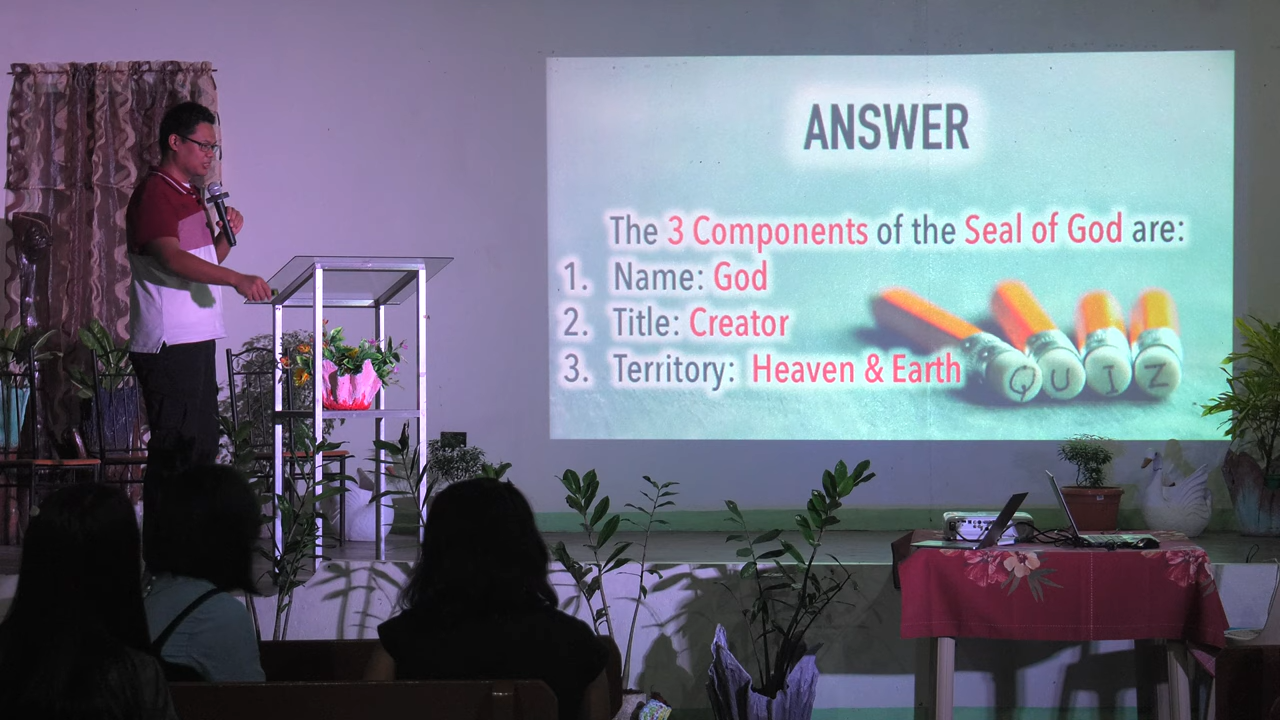 ANSWER
The 3 Components of the Seal of God are:
1. Name: God
2. Title: Creator
3. Territory: Heaven & Earth
QUIZ